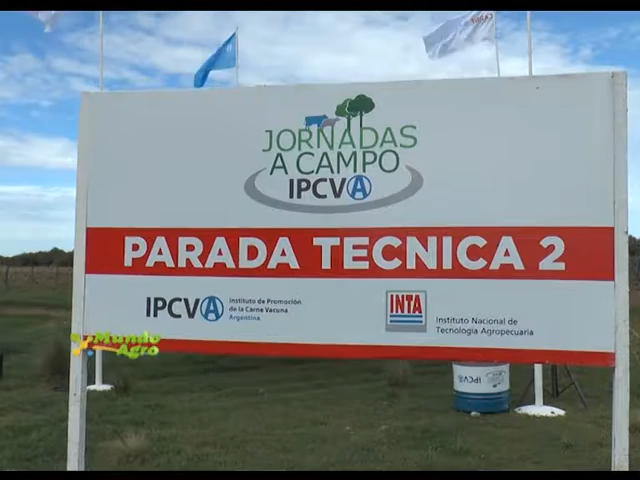 JORNADAS
A CAMPO
IPCVA
PARADA TECNICA 2
IPCVA
Instituto de Promoción
de la Carne Vacuna
Argentina
INTA
Instituto Nacional de
Tecnología Agropecuaria
Mundo
Agro
IPCVA